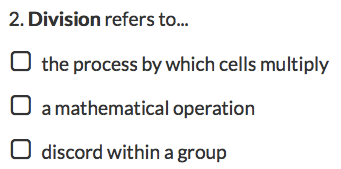 2. Division refers to...
the process by which cells multiply
a mathematical operation
discord within a group